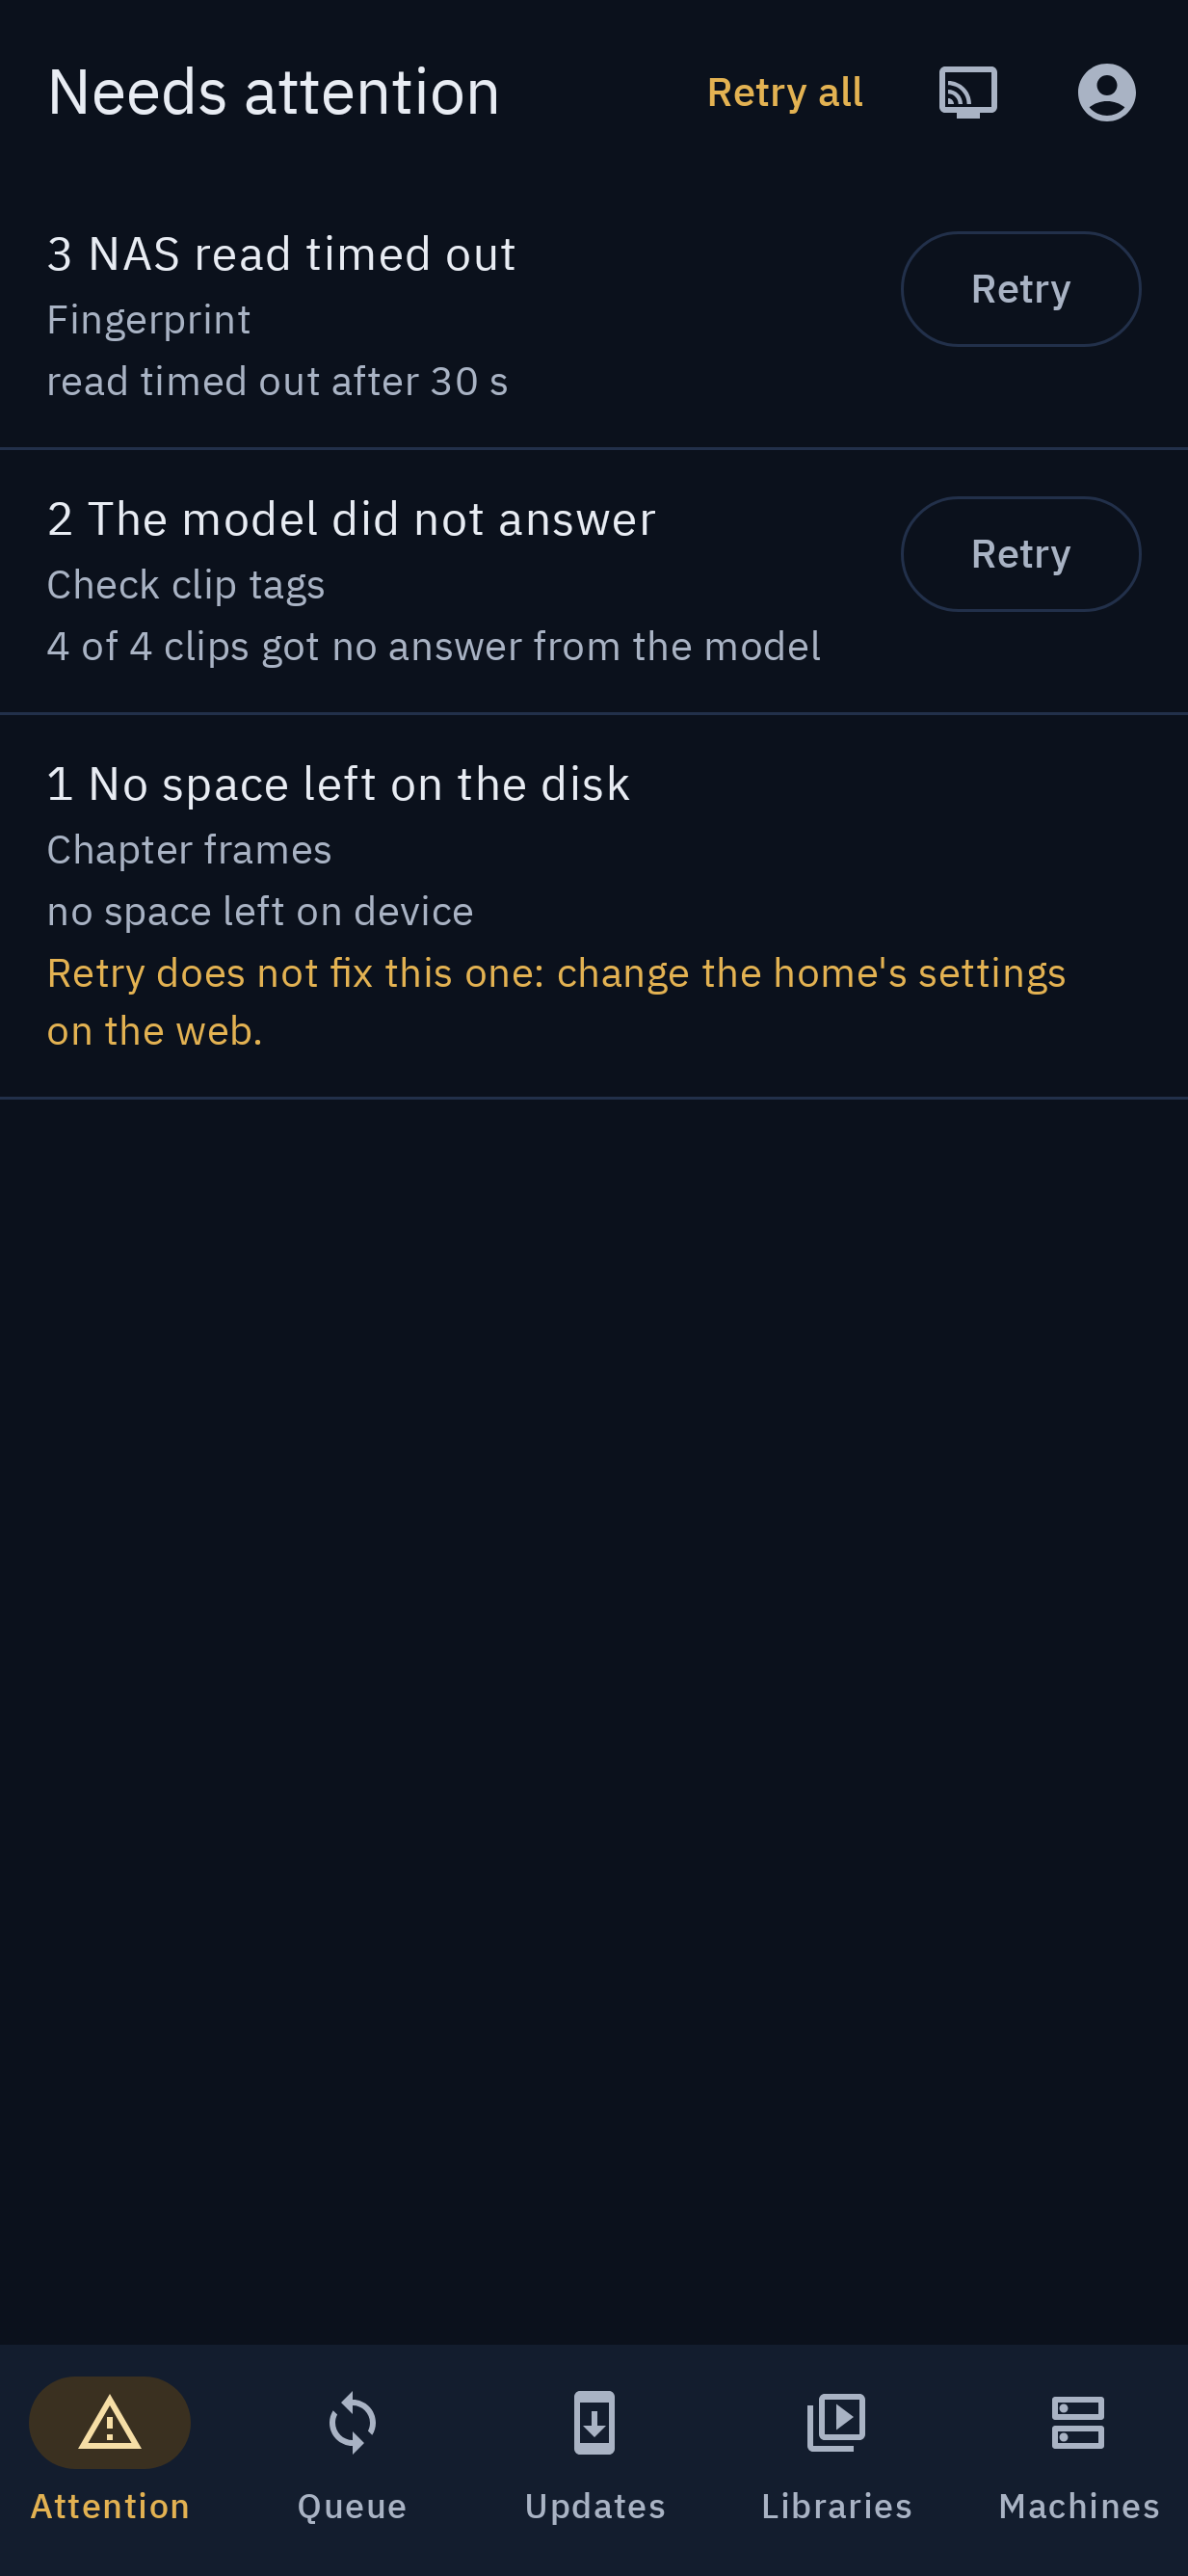 Needs attention
Retry all
3 NAS read timed out
Retry
Fingerprint
read timed out after 30 s
2 The model did not answer
Retry
Check clip tags
4 of 4 clips got no answer from the model
1 No space left on the disk
Chapter frames
no space left on device
Retry does not fix this one: change the home's settings
on the web.
Attention
Queue
Updates
Libraries
Machines